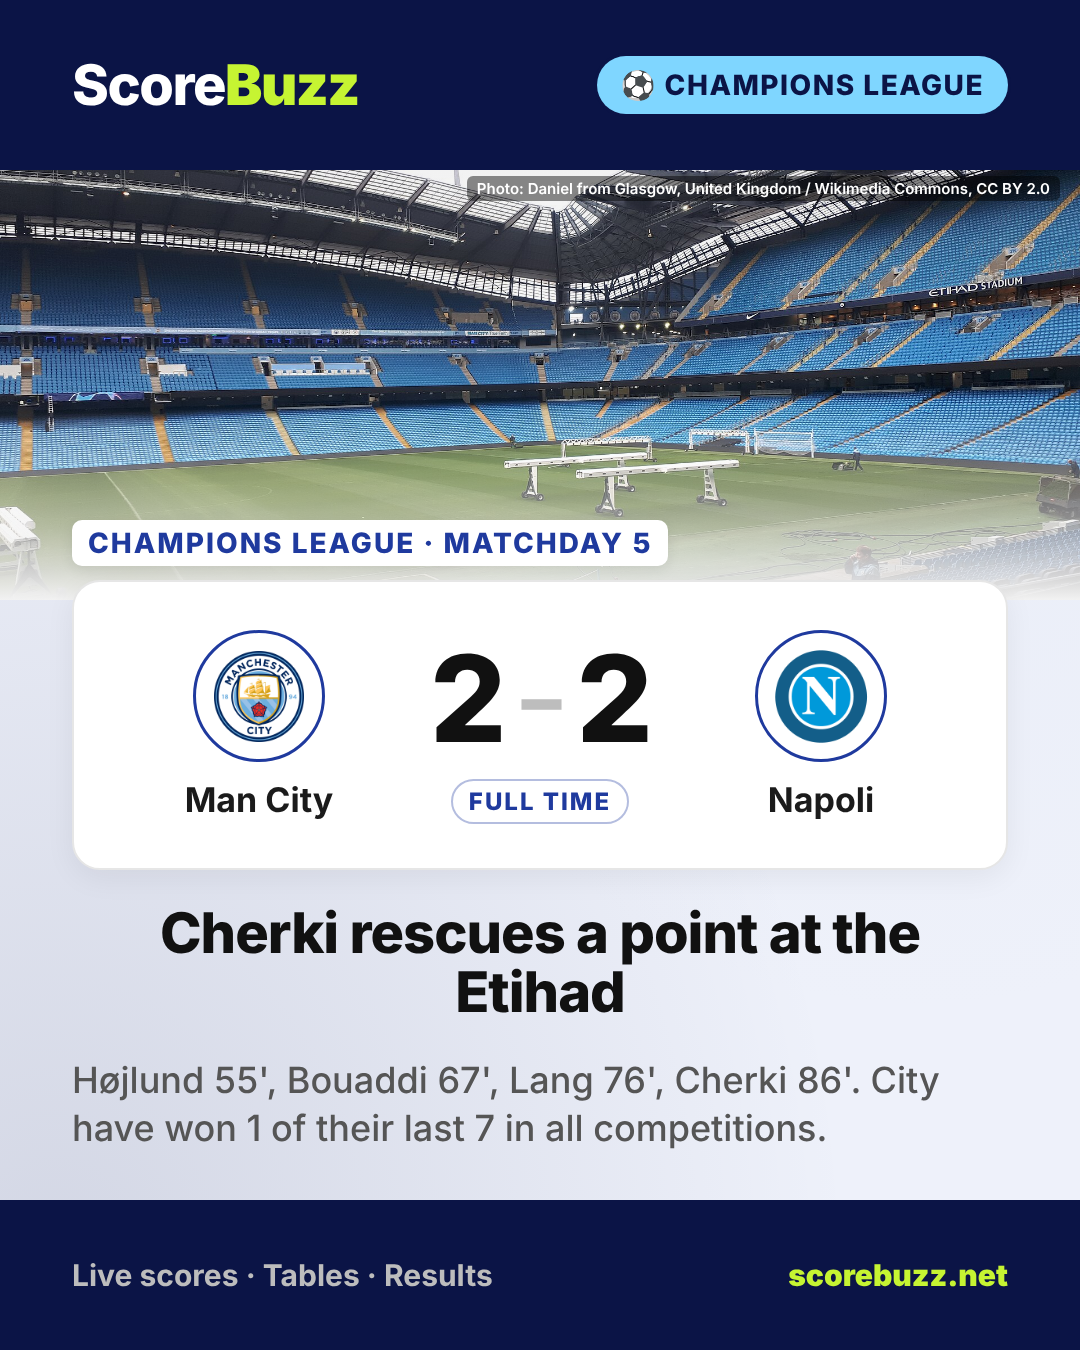 ScoreBuzz
⚽ CHAMPIONS LEAGUE
Photo: Daniel from Glasgow, United Kingdom / Wikimedia Commons, CC BY 2.0
ETIHAD STADIUM
CHAMPIONS LEAGUE · MATCHDAY 5
MANCHESTER
18 94
CITY
N
2 - 2
Man City
FULL TIME
Napoli
Cherki rescues a point at the
Etihad
Højlund 55', Bouaddi 67', Lang 76', Cherki 86'. City
have won 1 of their last 7 in all competitions.
Live scores · Tables · Results
scorebuzz.net